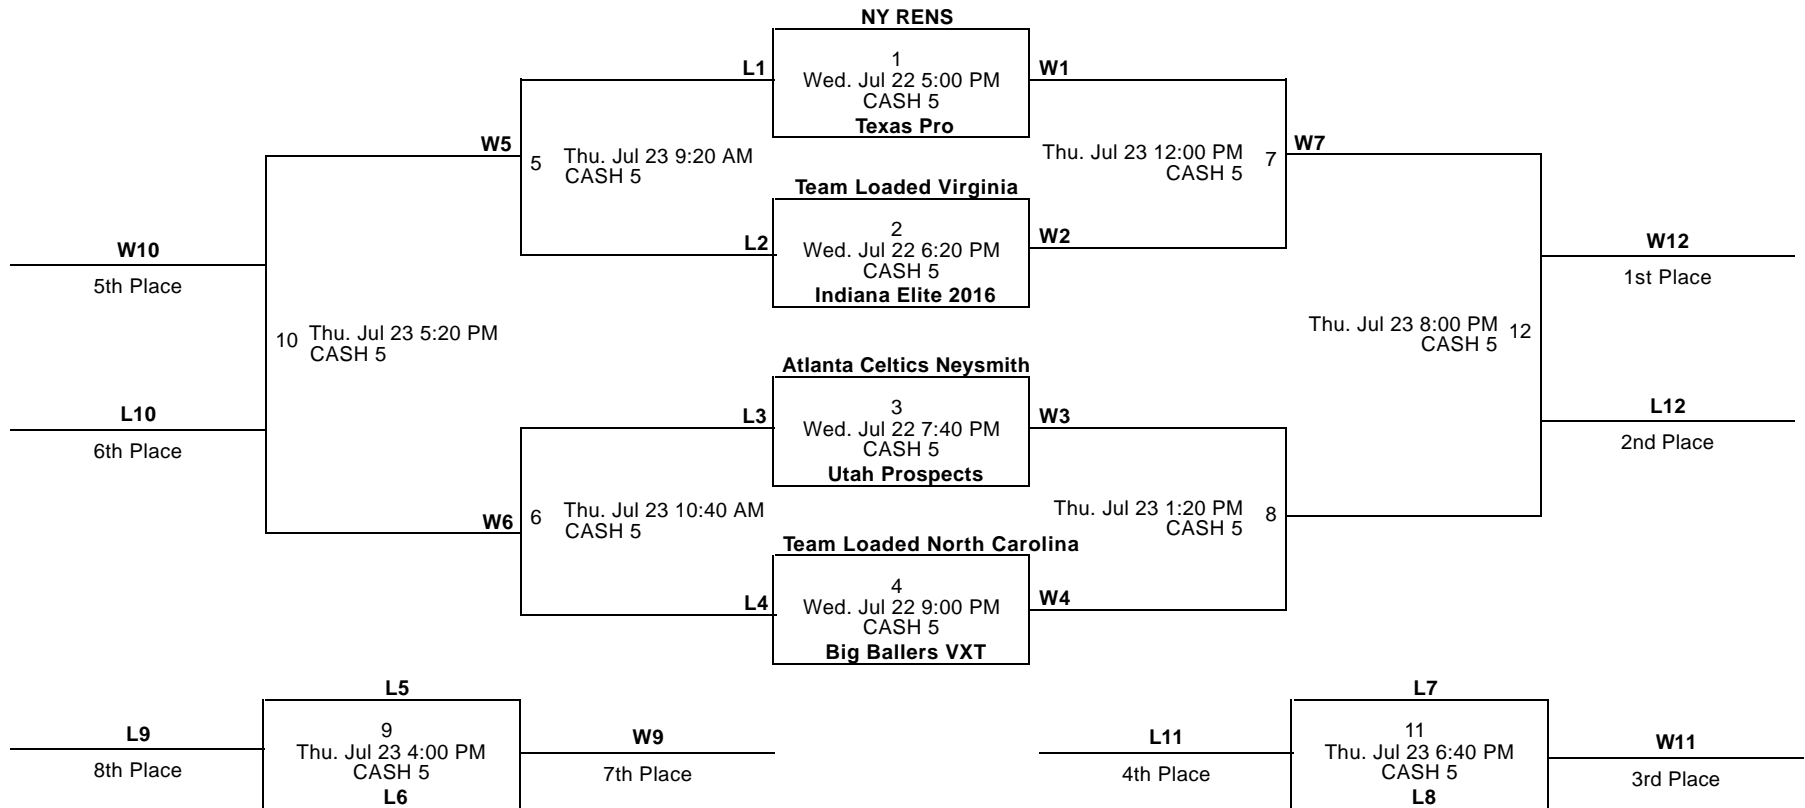 NY RENS
1
Wed. Jul 22 5:00 PM
CASH 5
Texas Pro
L1
W1
W5
5
Thu. Jul 23 9:20 AM
CASH 5
Thu. Jul 23 12:00 PM
CASH 5
7
W7
Team Loaded Virginia
2
Wed. Jul 22 6:20 PM
CASH 5
Indiana Elite 2016
L2
W2
W10
5th Place
W12
1st Place
10
Thu. Jul 23 5:20 PM
CASH 5
Thu. Jul 23 8:00 PM
CASH 5
12
Atlanta Celtics Neysmith
3
Wed. Jul 22 7:40 PM
CASH 5
Utah Prospects
L3
W3
L10
6th Place
L12
2nd Place
W6
6
Thu. Jul 23 10:40 AM
CASH 5
Thu. Jul 23 1:20 PM
CASH 5
8
Team Loaded North Carolina
4
Wed. Jul 22 9:00 PM
CASH 5
Big Ballers VXT
L4
W4
L5
9
Thu. Jul 23 4:00 PM
CASH 5
L6
L9
8th Place
W9
7th Place
L7
11
Thu. Jul 23 6:40 PM
CASH 5
L8
L11
4th Place
W11
3rd Place